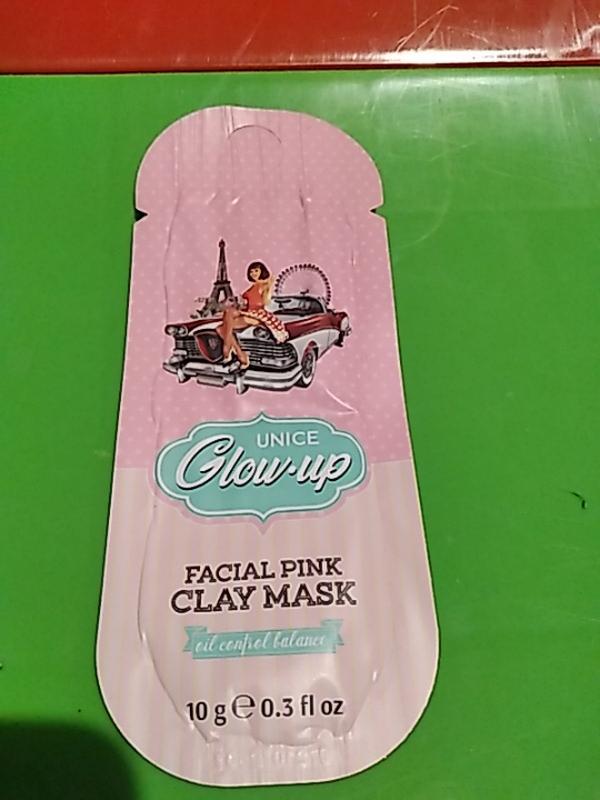 UNICE
Glow-up
FACIAL PINK
CLAY MASK
oil control balance
10 g ℮ 0.3 fl oz